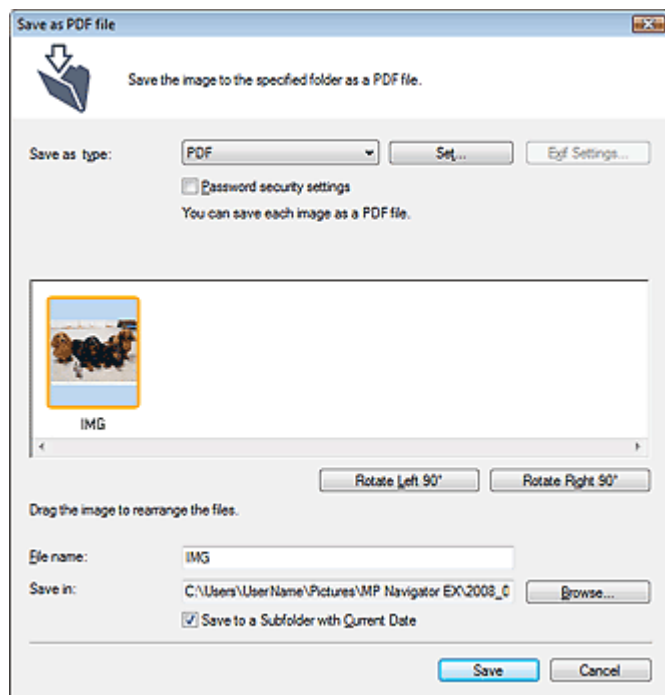 Save as PDF file
Save the image to the specified folder as a PDF file.
Save as type: PDF Set... Exif Settings...
Password security settings
You can save each image as a PDF file.
IMG
Rotate Left 90° Rotate Right 90°
Drag the image to rearrange the files.
File name: IMG
Save in: C:\Users\UserName\Pictures\MP Navigator EX\2008_0 Browse...
Save to a Subfolder with Current Date
Save Cancel